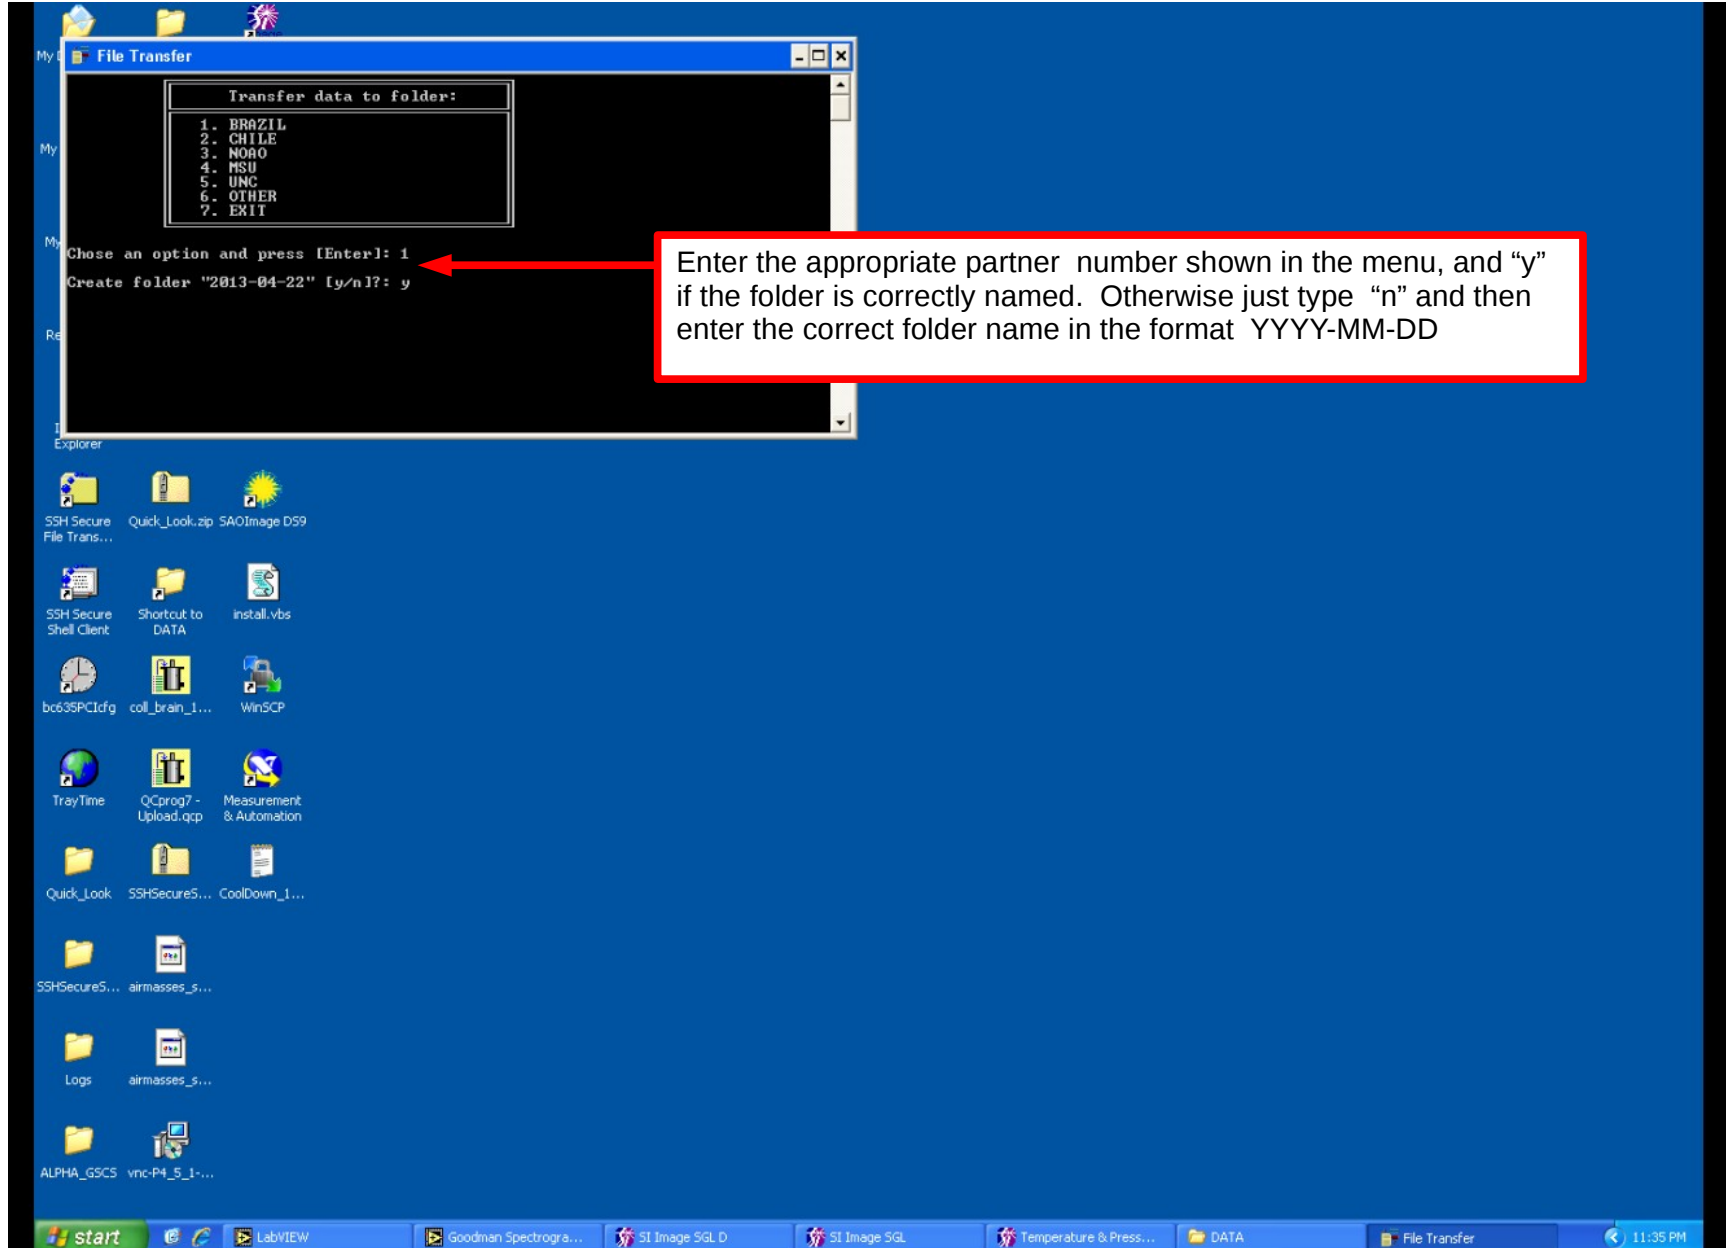 My
File Transfer
Transfer data to folder:
1. BRAZIL
2. CHILE
3. NOAO
4. MSU
5. UNC
6. OTHER
7. EXIT
My
My
Chose an option and press [Enter]: 1
Create folder "2013-04-22" [y/n]?: y
Enter the appropriate partner  number shown in the menu, and “y”
if the folder is correctly named.  Otherwise just type  “n” and then
enter the correct folder name in the format  YYYY-MM-DD
Re
I
Explorer
SSH Secure
File Trans...
Quick_Look.zip
SAOImage DS9
SSH Secure
Shell Client
Shortcut to
DATA
install.vbs
bc635PCIcfg
coll_brain_1...
WinSCP
TrayTime
QCprog7 -
Upload.qcp
Measurement
& Automation
Quick_Look
SSHSecureS...
CoolDown_1...
SSHSecureS...
airmasses_s...
Logs
airmasses_s...
ALPHA_GSCS
vnc-P4_5_1-...
start
LabVIEW
Goodman Spectrogra...
SI Image SGL D
SI Image SGL
Temperature & Press...
DATA
File Transfer
11:35 PM